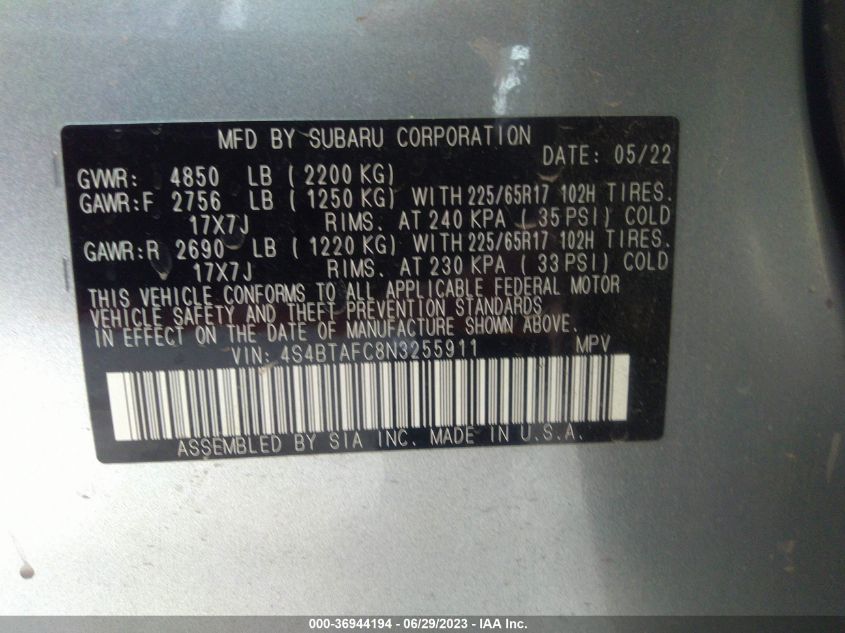 MFD BY SUBARU CORPORATION
DATE: 05/22
GVWR: 4850 LB ( 2200 KG)
GAWR:F 2756 LB ( 1250 KG) WITH 225/65R17 102H TIRES.
17X7J RIMS. AT 240 KPA ( 35 PSI) COLD
GAWR:R 2690 LB ( 1220 KG) WITH 225/65R17 102H TIRES.
17X7J RIMS. AT 230 KPA ( 33 PSI) COLD
THIS VEHICLE CONFORMS TO ALL APPLICABLE FEDERAL MOTOR
VEHICLE SAFETY AND THEFT PREVENTION STANDARDS
IN EFFECT ON THE DATE OF MANUFACTURE SHOWN ABOVE.
VIN: 4S4BTAFC8N3255911 MPV
ASSEMBLED BY SIA INC. MADE IN U.S.A.
000-36944194 - 06/29/2023 - IAA Inc.